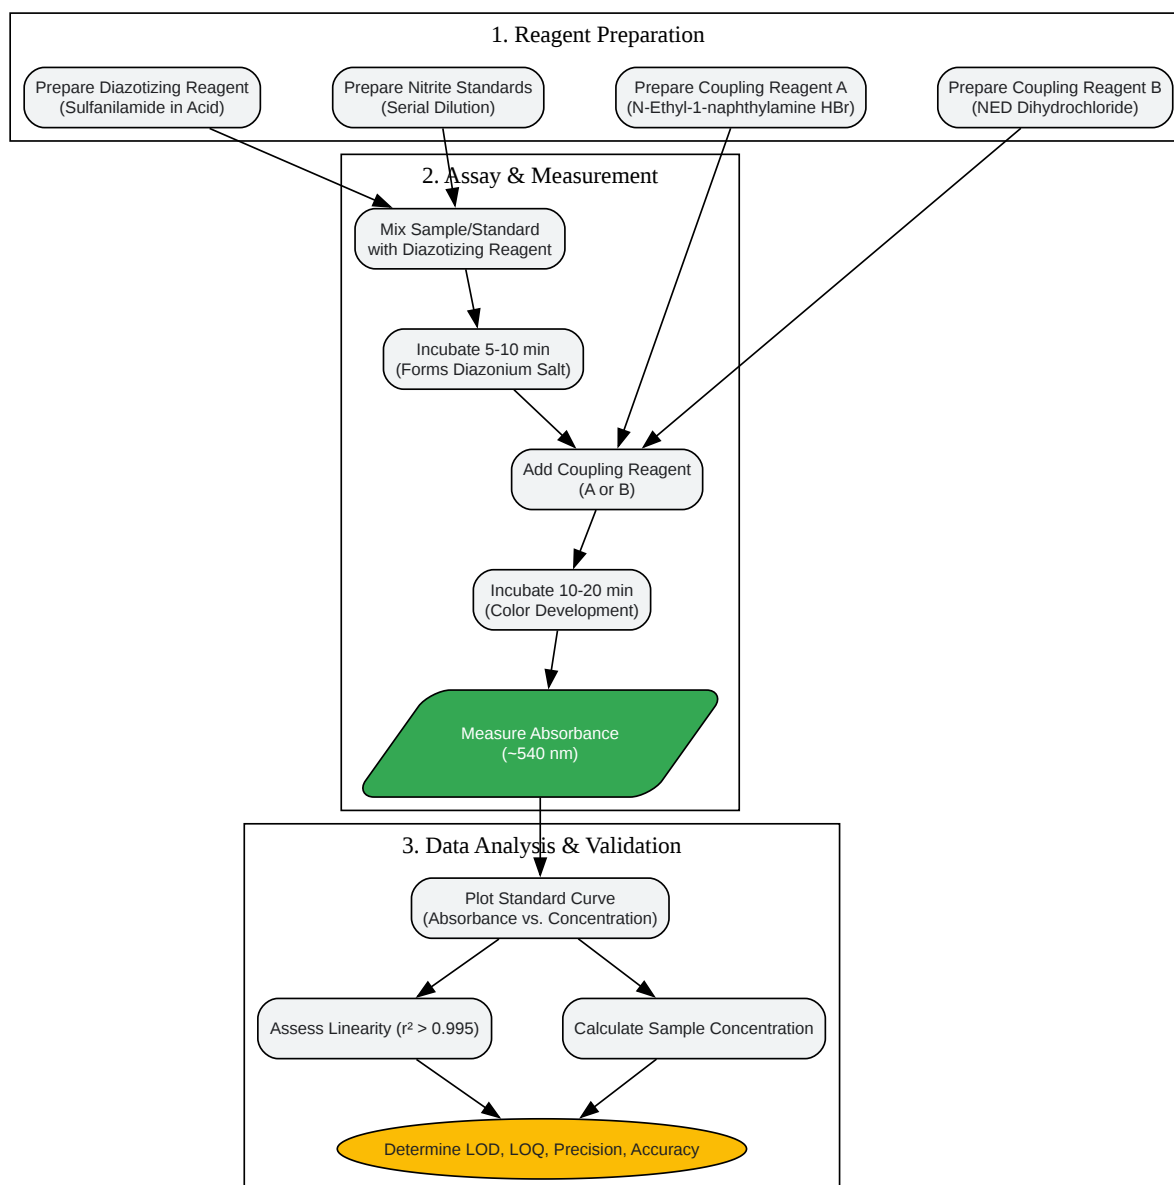 1. Reagent Preparation
Prepare Diazotizing Reagent
(Sulfanilamide in Acid)
Prepare Nitrite Standards
(Serial Dilution)
Prepare Coupling Reagent A
(N-Ethyl-1-naphthylamine HBr)
Prepare Coupling Reagent B
(NED Dihydrochloride)
2. Assay & Measurement
Mix Sample/Standard
with Diazotizing Reagent
Incubate 5-10 min
(Forms Diazonium Salt)
Add Coupling Reagent
(A or B)
Incubate 10-20 min
(Color Development)
Measure Absorbance
(~540 nm)
3. Data Analysis & Validation
Plot Standard Curve
(Absorbance vs. Concentration)
Assess Linearity (r² > 0.995)
Calculate Sample Concentration
Determine LOD, LOQ, Precision, Accuracy